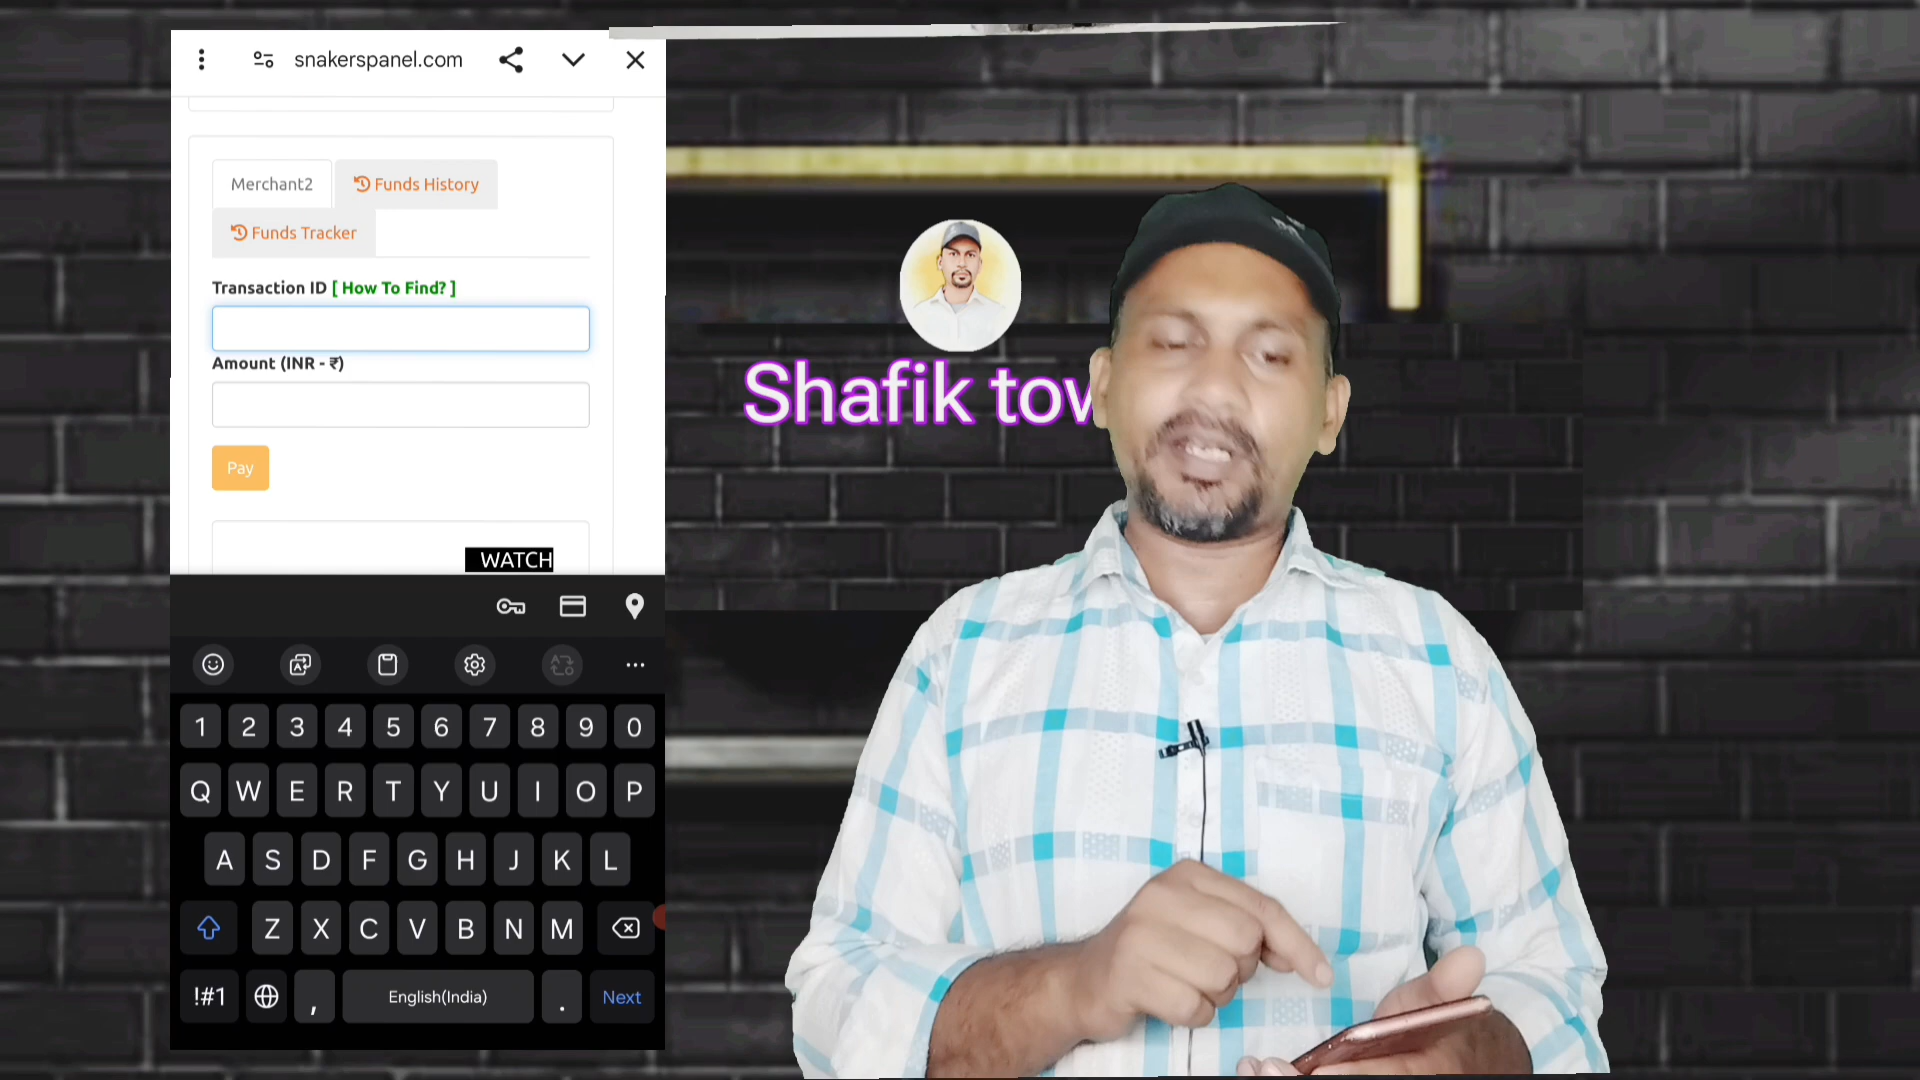 snakerspanel.com
Merchant2
Funds History
Funds Tracker
Transaction ID [ How To Find? ]
Amount (INR - ₹)
Pay
WATCH
Shafik tow
1 2 3 4 5 6 7 8 9 0
Q W E R T Y U I O P
A S D F G H J K L
Z X C V B N M
!#1 , English(India) . Next